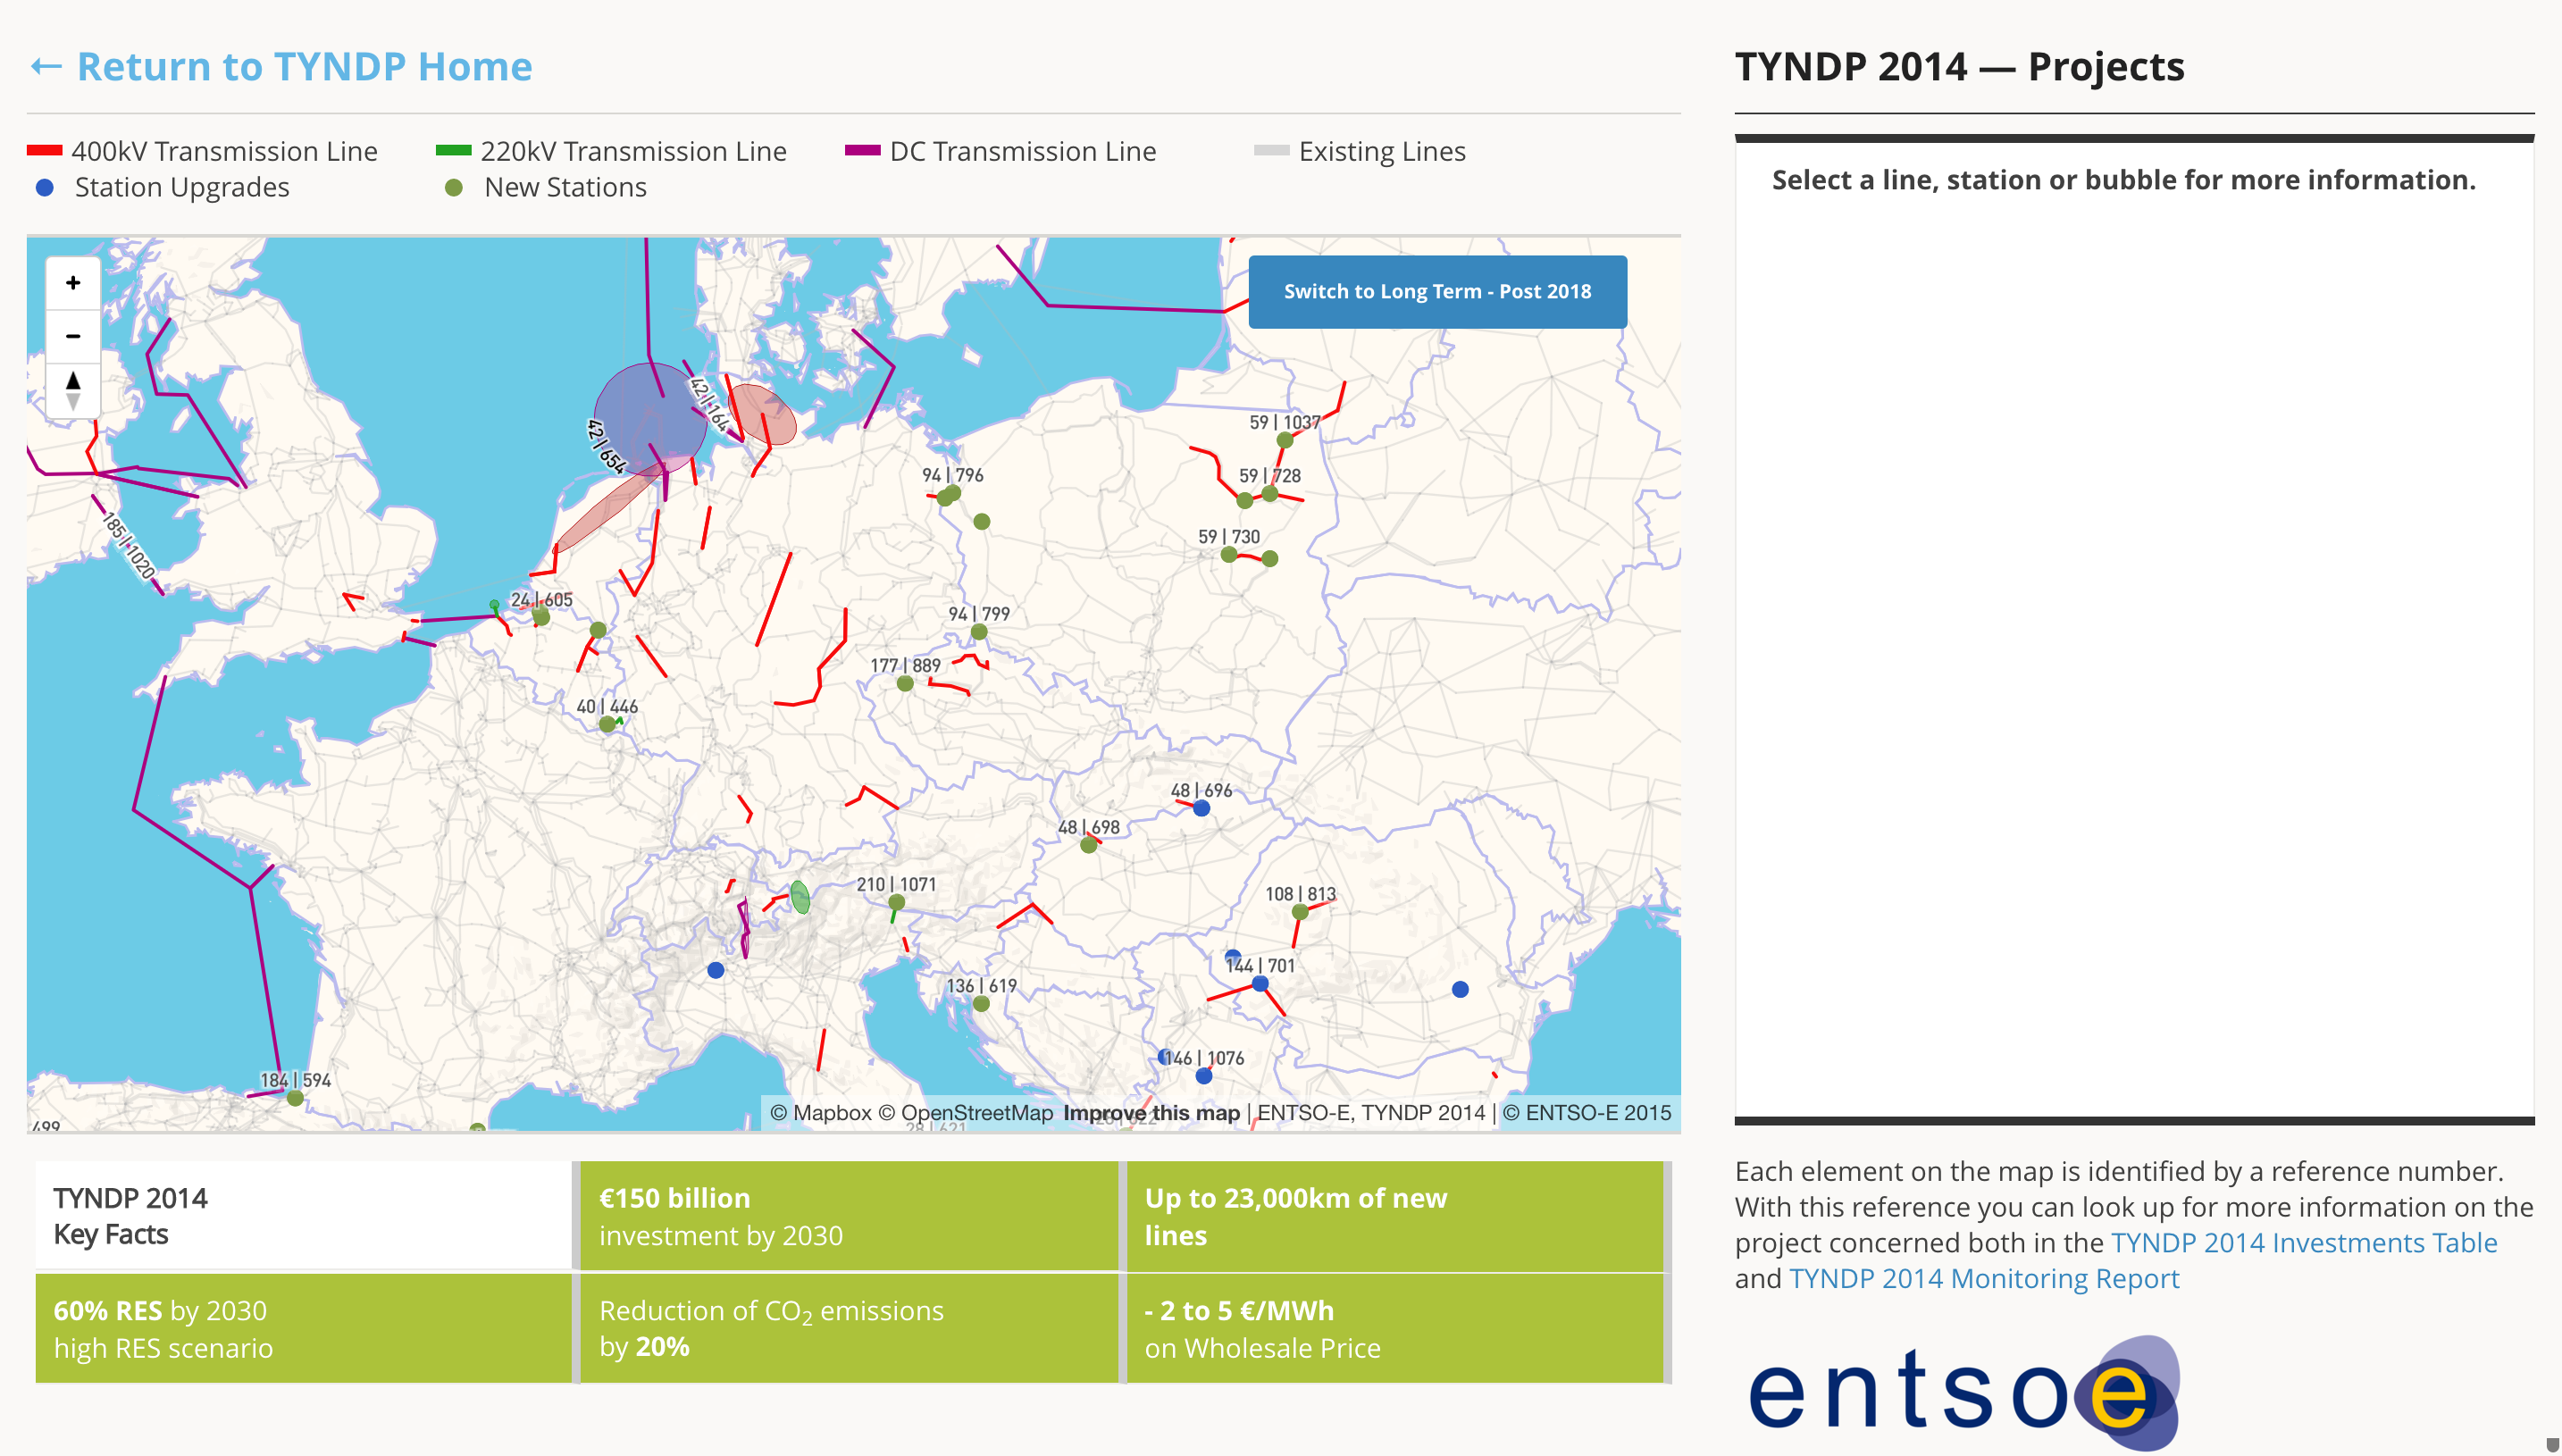 ← Return to TYNDP Home
TYNDP 2014 — Projects
400kV Transmission Line
220kV Transmission Line
DC Transmission Line
Existing Lines
Station Upgrades
New Stations
Select a line, station or bubble for more information.
+
−
Switch to Long Term - Post 2018
42|164
42|654
59|1037
94|796
59|728
59|730
185|1020
24|605
94|799
177|889
40|446
48|696
48|698
210|1071
108|813
144|701
136|619
146|1076
184|594
499
28|621
© Mapbox © OpenStreetMap Improve this map | ENTSO-E, TYNDP 2014 | © ENTSO-E 2015
TYNDP 2014
Key Facts
€150 billion
investment by 2030
Up to 23,000km of new
lines
60% RES by 2030
high RES scenario
Reduction of CO2 emissions
by 20%
- 2 to 5 €/MWh
on Wholesale Price
Each element on the map is identified by a reference number.
With this reference you can look up for more information on the
project concerned both in the TYNDP 2014 Investments Table
and TYNDP 2014 Monitoring Report
entsoe